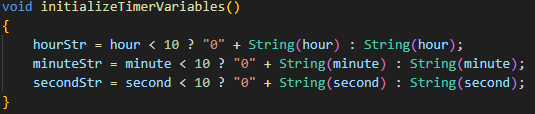 void initializeTimerVariables()
{
    hourStr = hour < 10 ? "0" + String(hour) : String(hour);
    minuteStr = minute < 10 ? "0" + String(minute) : String(minute);
    secondStr = second < 10 ? "0" + String(second) : String(second);
}